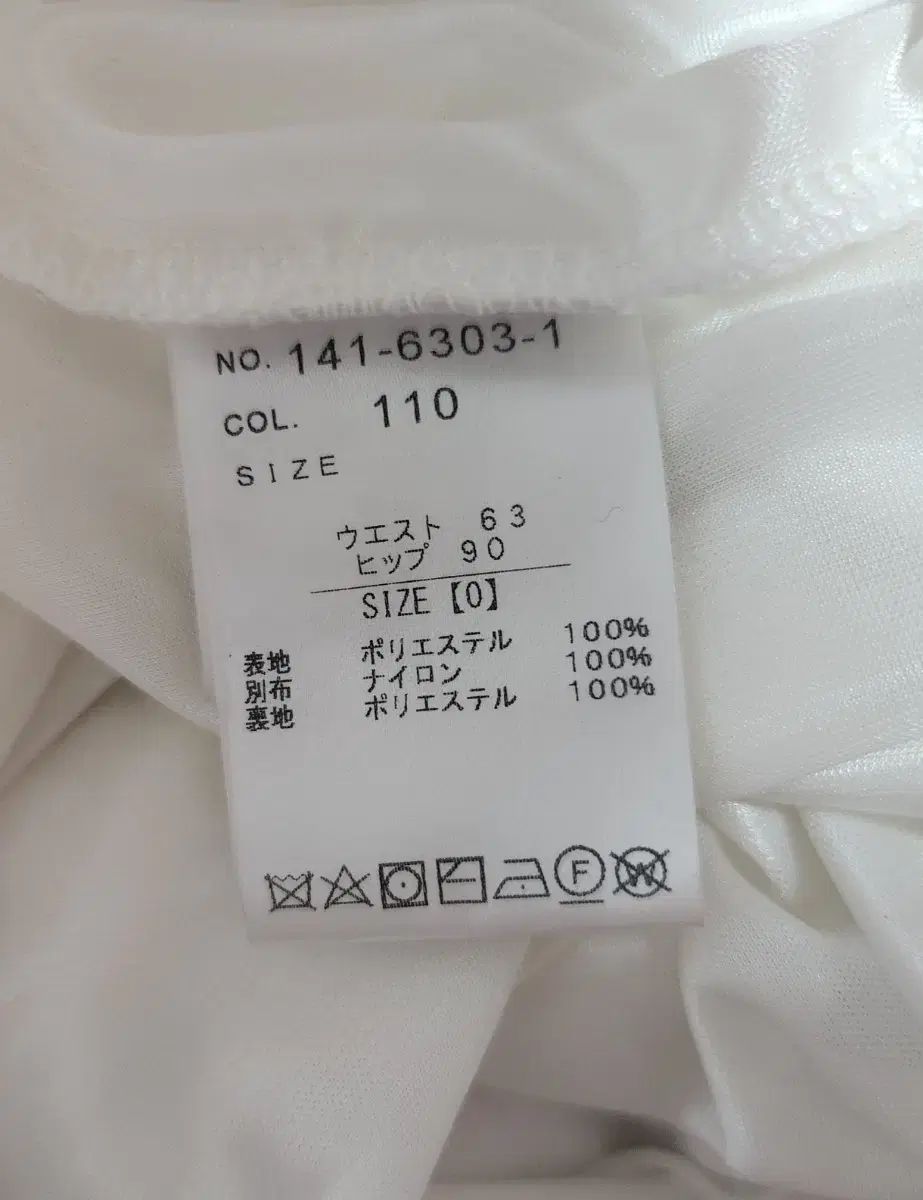 NO. 141-6303-1
COL. 110
SIZE
ウエスト 63
ヒップ 90
SIZE【0】
表地 ポリエステル 100%
別布 ナイロン 100%
裏地 ポリエステル 100%
F W